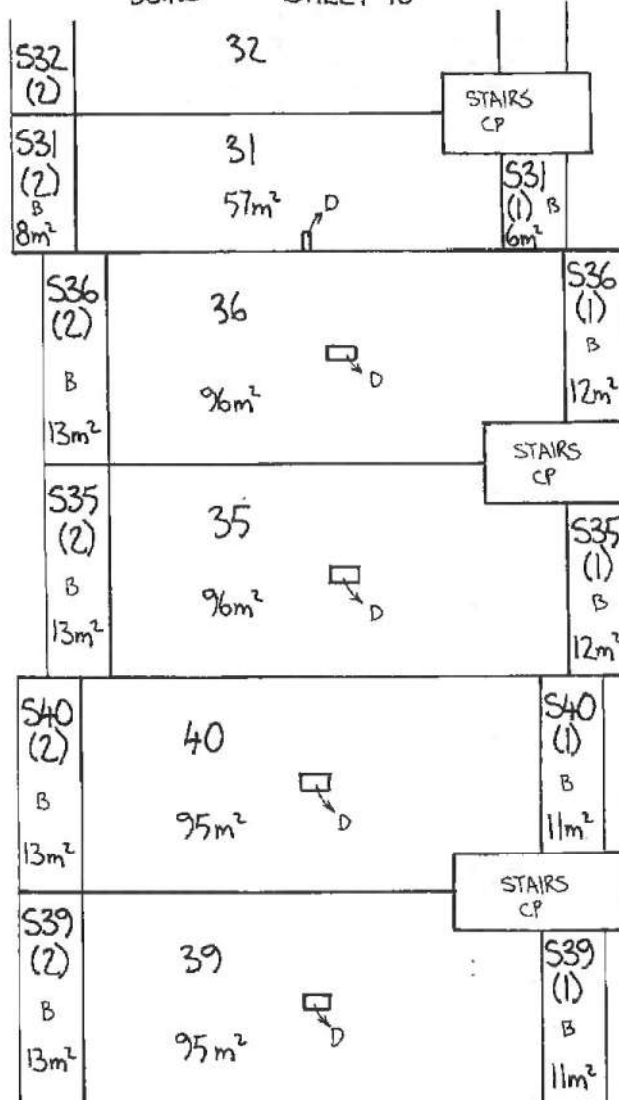 S32
(2)
32
STAIRS
CP
S31
(2)
B
8m²
31
57m²
D
S31
(1) B
6m²
S36
(2)
B
13m²
36
96m²
D
S36
(1)
B
12m²
STAIRS
CP
S35
(2)
B
13m²
35
96m²
D
S35
(1)
B
12m²
S40
(2)
B
13m²
40
95m²
D
S40
(1)
B
11m²
STAIRS
CP
S39
(2)
B
13m²
39
95m²
D
S39
(1)
B
11m²